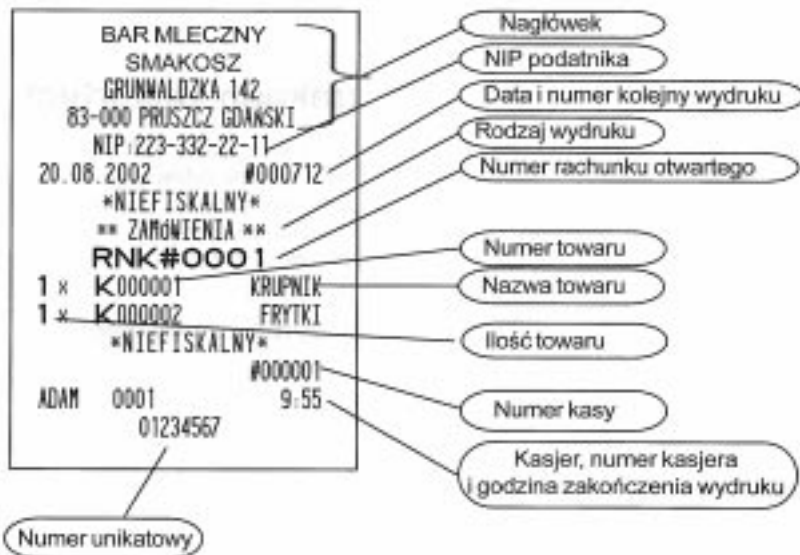 BAR MLECZNY
SMAKOSZ
GRUNWALDZKA 142
83-000 PRUSZCZ GDAŃSKI
NIP:223-332-22-11
20.08.2002 #000712
*NIEFISKALNY*
** ZAMóWIENIA **
RNK#0001
1 × K000001 KRUPNIK
1 × K000002 FRYTKI
*NIEFISKALNY*
#000001
ADAM 0001 9:55
01234567
Nagłówek
NIP podatnika
Data i numer kolejny wydruku
Rodzaj wydruku
Numer rachunku otwartego
Numer towaru
Nazwa towaru
Ilość towaru
Numer kasy
Kasjer, numer kasjera
i godzina zakończenia wydruku
Numer unikatowy